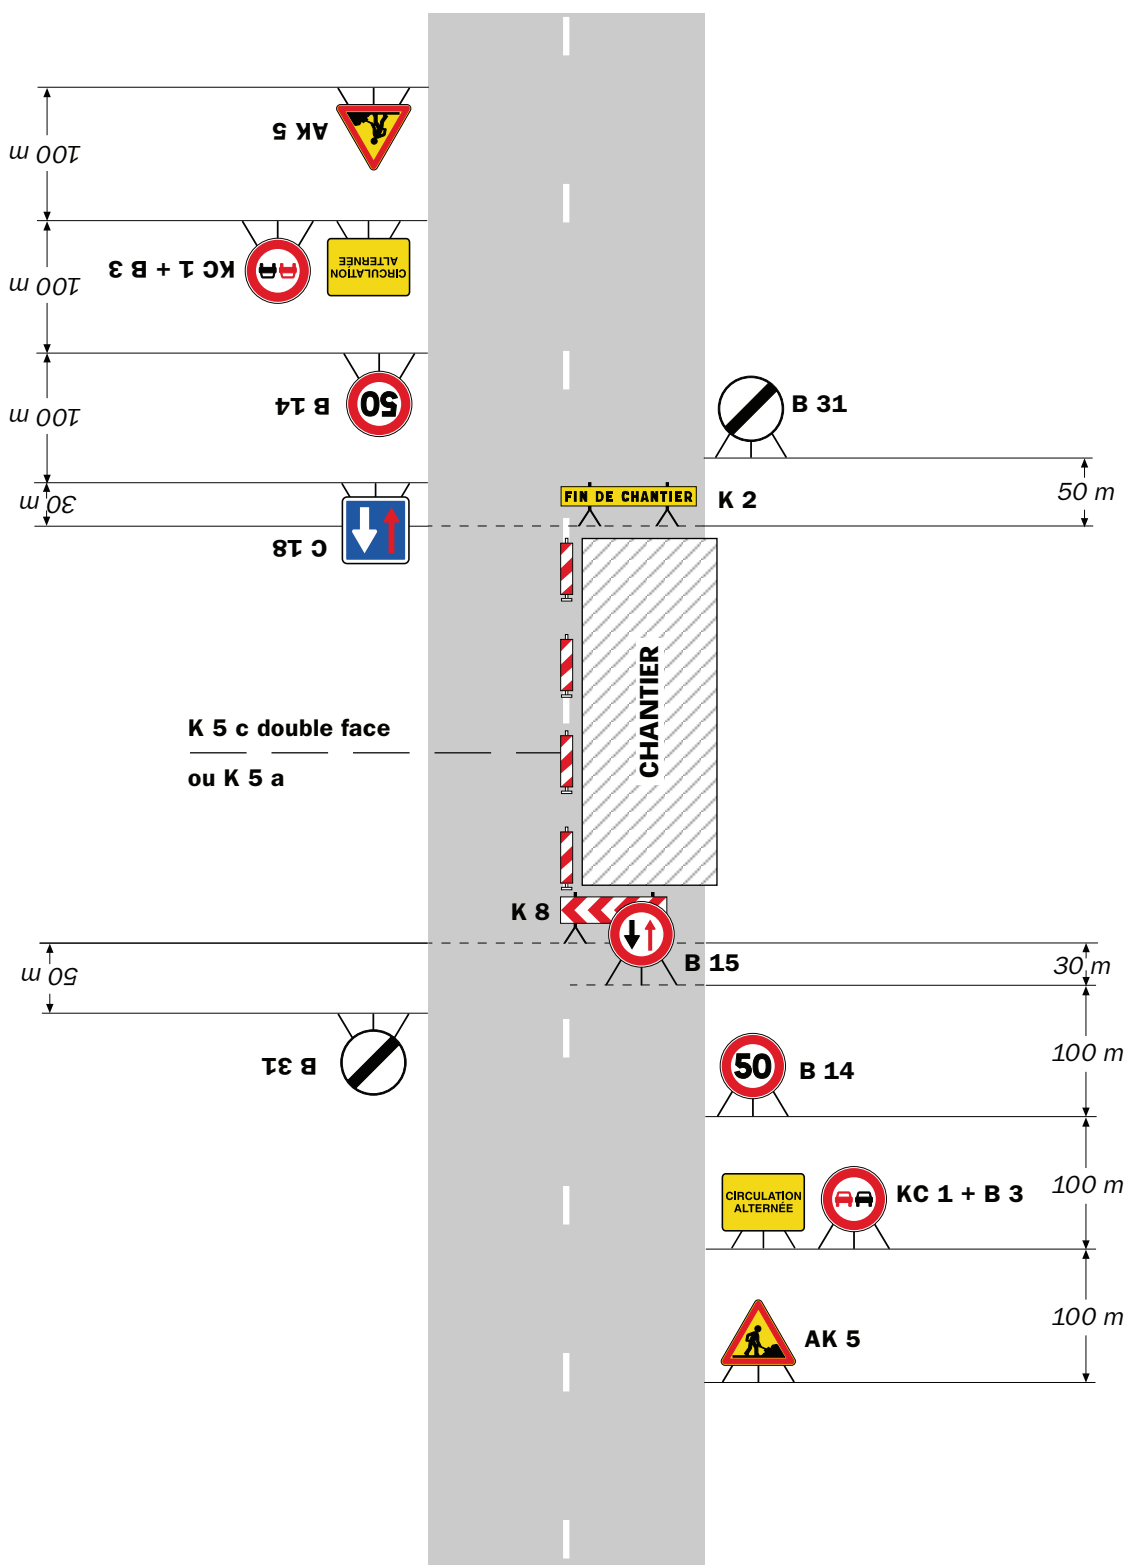 AK 5
100 m
CIRCULATION
ALTERNÉE
KC 1 + B 3
100 m
50
B 14
100 m
B 31
30 m
50 m
FIN DE CHANTIER
K 2
C 18
CHANTIER
K 5 c double face
ou K 5 a
K 8
B 15
30 m
50 m
B 31
50
B 14
100 m
CIRCULATION
ALTERNÉE
KC 1 + B 3
100 m
AK 5
100 m